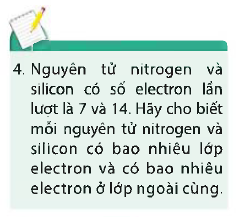 4. Nguyên tử nitrogen và
silicon có số electron lần
lượt là 7 và 14. Hãy cho biết
mỗi nguyên tử nitrogen và
silicon có bao nhiêu lớp
electron và có bao nhiêu
electron ở lớp ngoài cùng.